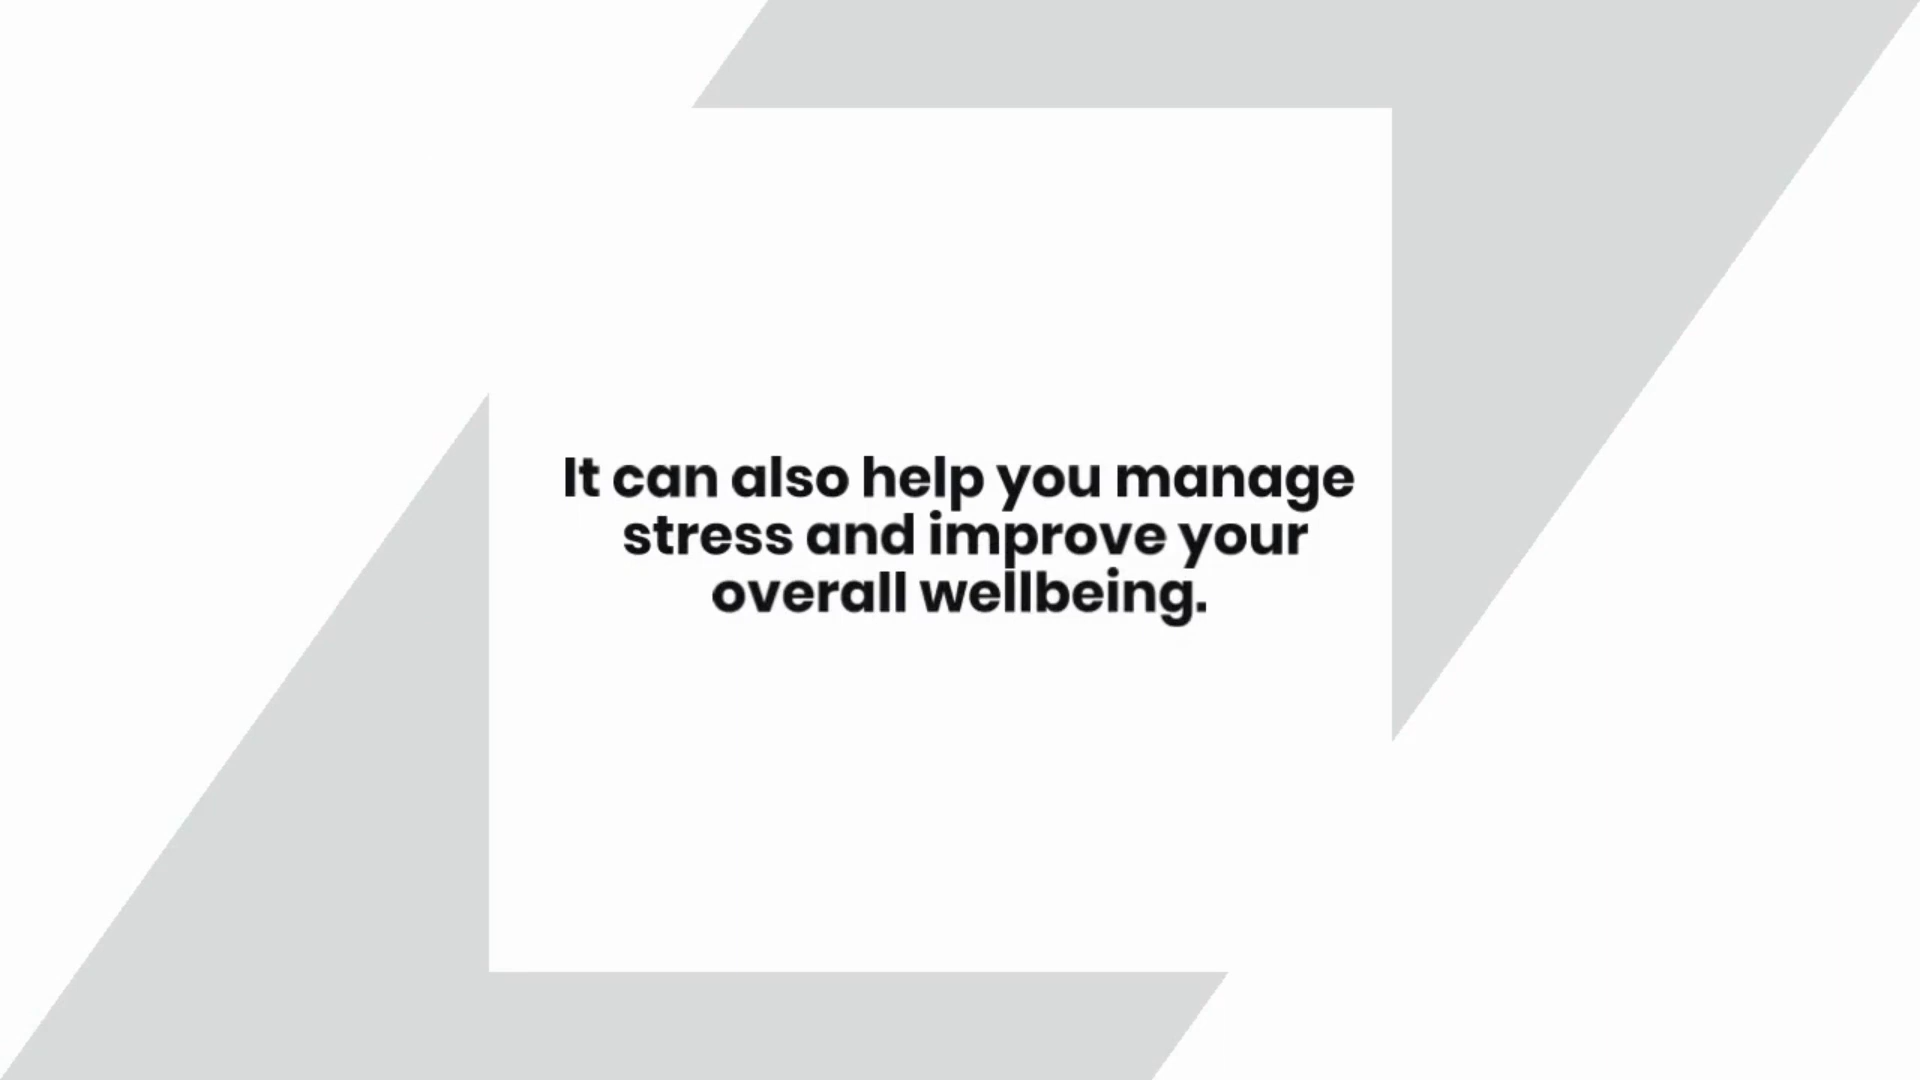 It can also help you manage
stress and improve your
overall wellbeing.